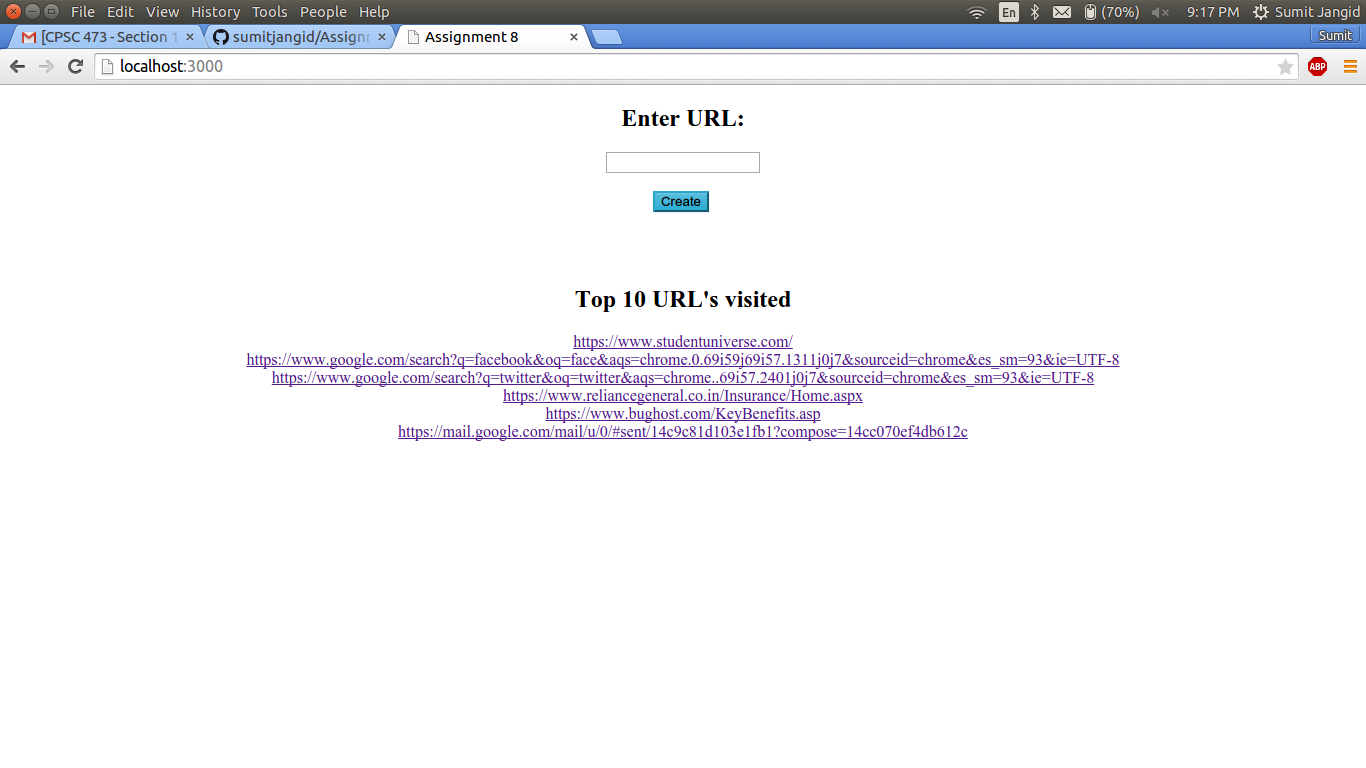 File Edit View History Tools People Help En (70%) 9:17 PM Sumit Jangid
[CPSC 473 - Section 1 sumitjangid/Assignm Assignment 8 Sumit
localhost:3000 ABP
Enter URL:
Create
Top 10 URL's visited
https://www.studentuniverse.com/
https://www.google.com/search?q=facebook&oq=face&aqs=chrome.0.69i59j69i57.1311j0j7&sourceid=chrome&es_sm=93&ie=UTF-8
https://www.google.com/search?q=twitter&oq=twitter&aqs=chrome..69i57.2401j0j7&sourceid=chrome&es_sm=93&ie=UTF-8
https://www.reliancegeneral.co.in/Insurance/Home.aspx
https://www.bughost.com/KeyBenefits.asp
https://mail.google.com/mail/u/0/#sent/14c9c81d103e1fb1?compose=14cc070ef4db612c